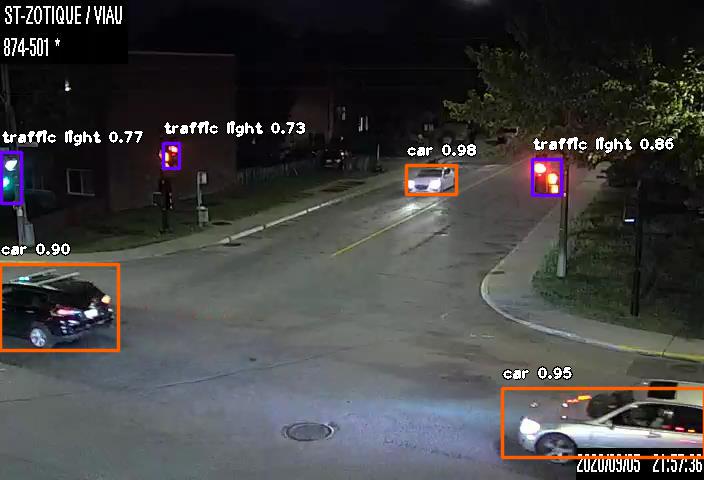 ST-ZOTIQUE / VIAU
874-501 *
traffic light 0.77
traffic light 0.73
car 0.98
traffic light 0.86
car 0.90
car 0.95
2020/09/05 21:57:36